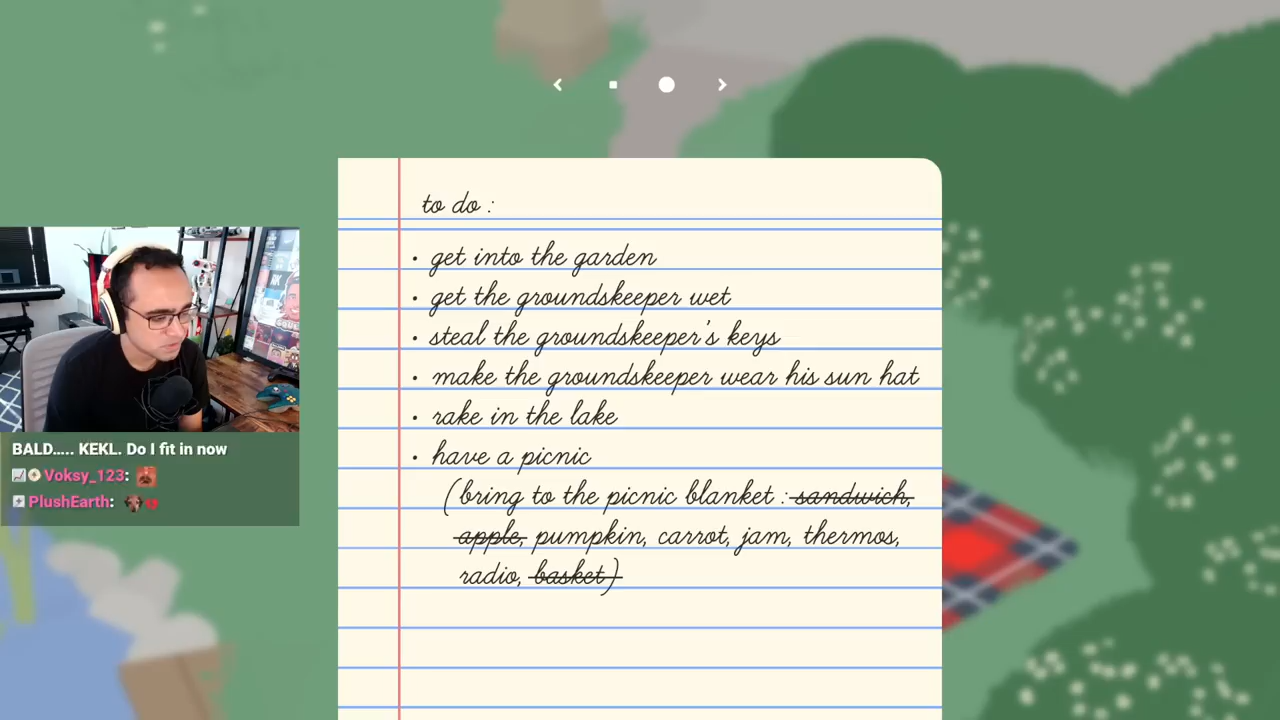 to do :
• get into the garden
• get the groundskeeper wet
• steal the groundskeeper's keys
• make the groundskeeper wear his sun hat
• rake in the lake
• have a picnic
(bring to the picnic blanket : sandwich,
apple, pumpkin, carrot, jam, thermos,
radio, basket)
BALD..... KEKL. Do I fit in now
Voksy_123:
PlushEarth: